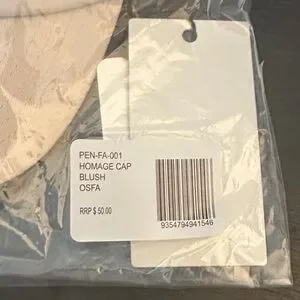 PEN-FA-001
HOMAGE CAP
BLUSH
OSFA
RRP $ 50.00
9354794941546